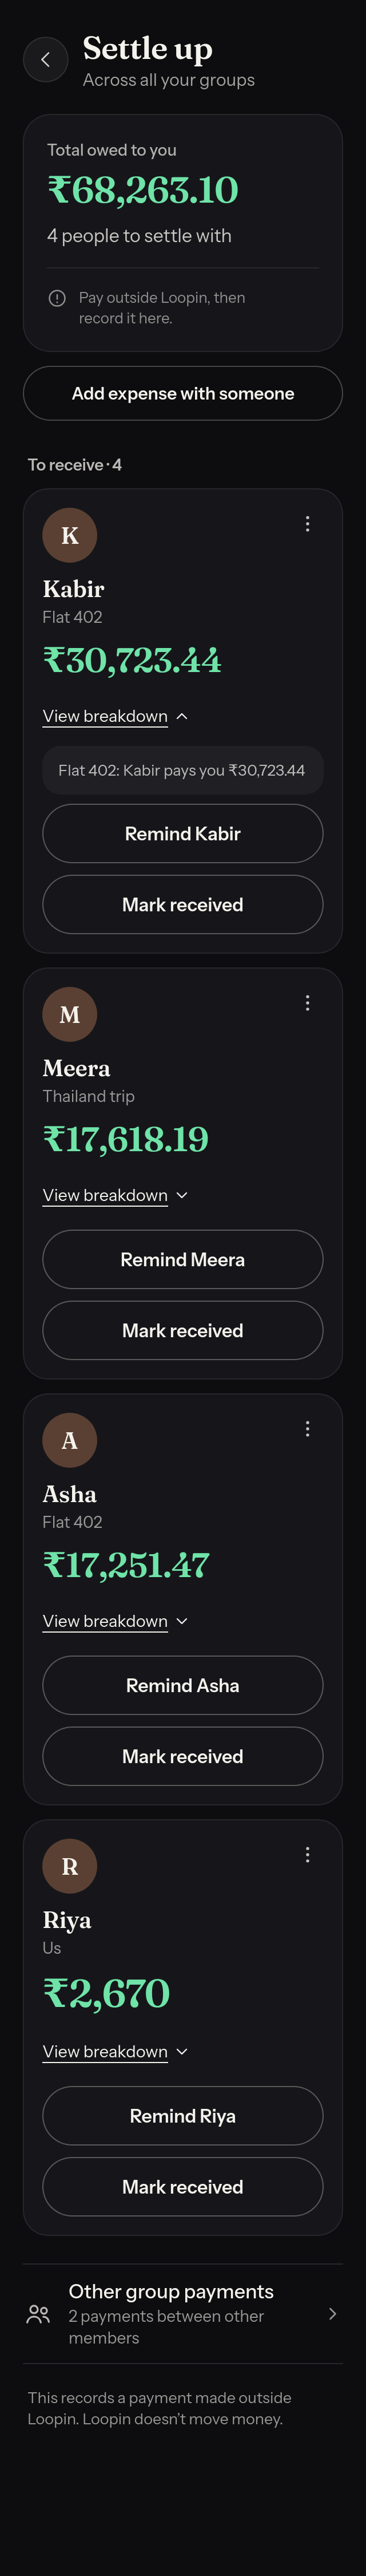 Settle up
Across all your groups
Total owed to you
₹68,263.10
4 people to settle with
Pay outside Loopin, then
record it here.
Add expense with someone
To receive · 4
K
Kabir
Flat 402
₹30,723.44
View breakdown
Flat 402: Kabir pays you ₹30,723.44
Remind Kabir
Mark received
M
Meera
Thailand trip
₹17,618.19
View breakdown
Remind Meera
Mark received
A
Asha
Flat 402
₹17,251.47
View breakdown
Remind Asha
Mark received
R
Riya
Us
₹2,670
View breakdown
Remind Riya
Mark received
Other group payments
2 payments between other
members
This records a payment made outside
Loopin. Loopin doesn't move money.